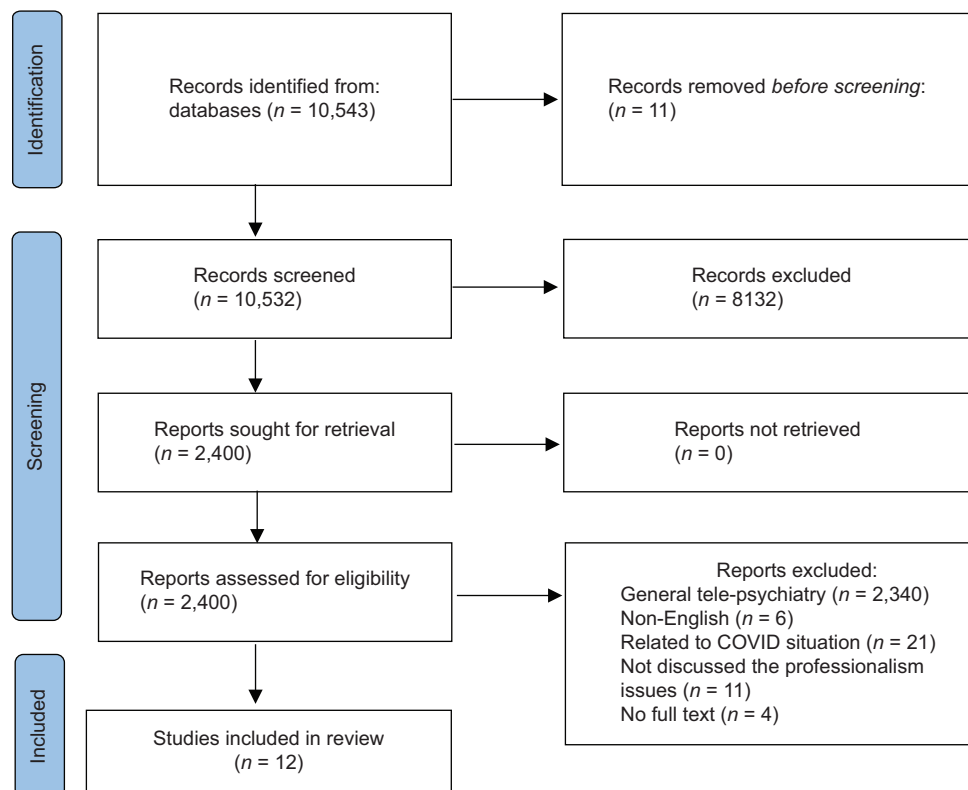 Identification
Records identified from:
databases (n = 10,543)
Records removed before screening:
(n = 11)
Screening
Records screened
(n = 10,532)
Records excluded
(n = 8132)
Reports sought for retrieval
(n = 2,400)
Reports not retrieved
(n = 0)
Reports assessed for eligibility
(n = 2,400)
Reports excluded:
General tele-psychiatry (n = 2,340)
Non-English (n = 6)
Related to COVID situation (n = 21)
Not discussed the professionalism
issues (n = 11)
No full text (n = 4)
Included
Studies included in review
(n = 12)